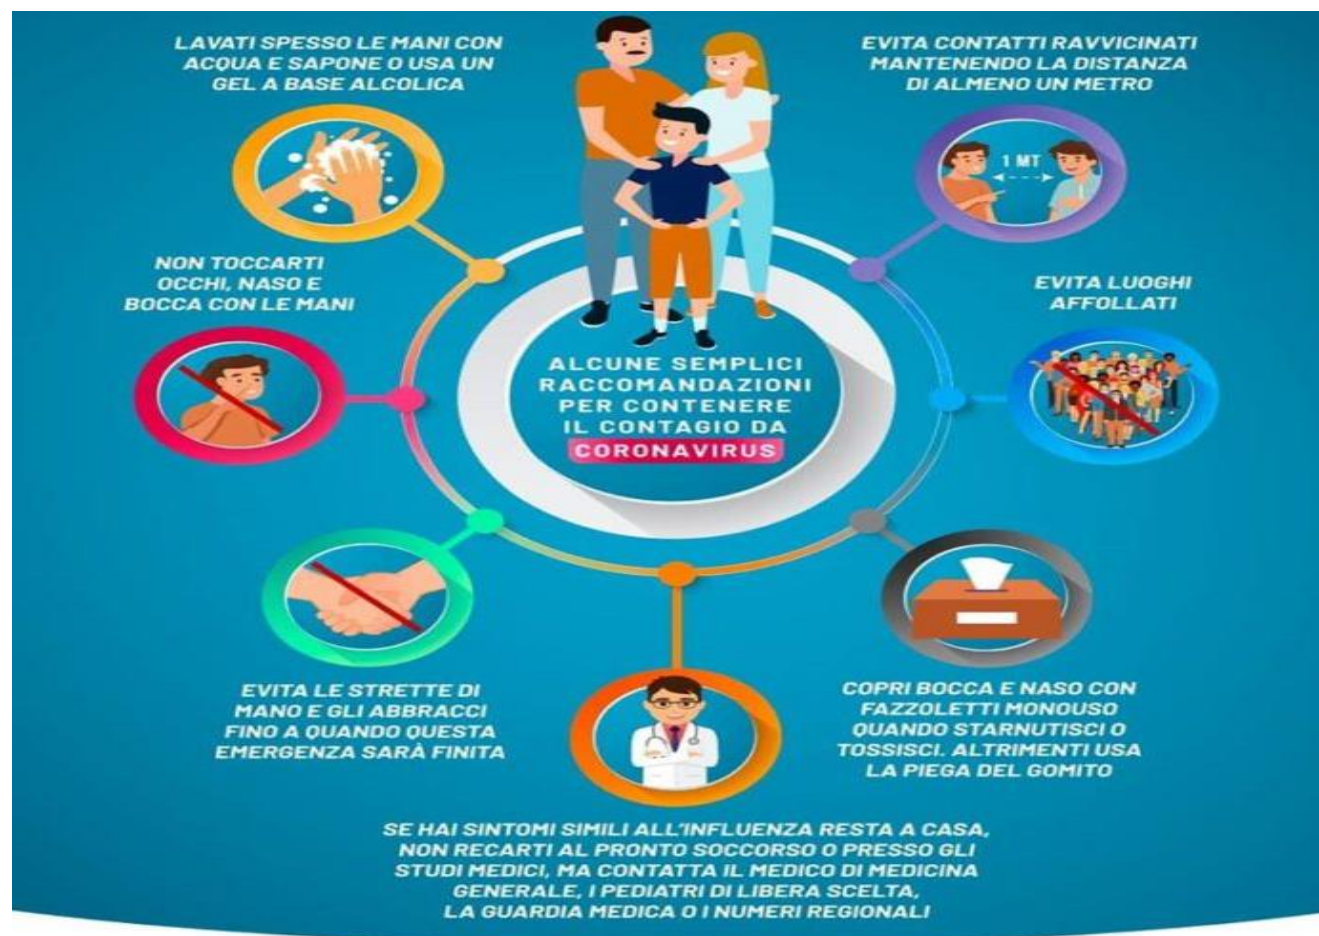 LAVATI SPESSO LE MANI CON
ACQUA E SAPONE O USA UN
GEL A BASE ALCOLICA
EVITA CONTATTI RAVVICINATI
MANTENENDO LA DISTANZA
DI ALMENO UN METRO
1 MT
NON TOCCARTI
OCCHI, NASO E
BOCCA CON LE MANI
EVITA LUOGHI
AFFOLLATI
ALCUNE SEMPLICI
RACCOMANDAZIONI
PER CONTENERE
IL CONTAGIO DA
CORONAVIRUS
EVITA LE STRETTE DI
MANO E GLI ABBRACCI
FINO A QUANDO QUESTA
EMERGENZA SARÀ FINITA
COPRI BOCCA E NASO CON
FAZZOLETTI MONOUSO
QUANDO STARNUTISCI O
TOSSISCI. ALTRIMENTI USA
LA PIEGA DEL GOMITO
SE HAI SINTOMI SIMILI ALL'INFLUENZA RESTA A CASA,
NON RECARTI AL PRONTO SOCCORSO O PRESSO GLI
STUDI MEDICI, MA CONTATTA IL MEDICO DI MEDICINA
GENERALE, I PEDIATRI DI LIBERA SCELTA,
LA GUARDIA MEDICA O I NUMERI REGIONALI